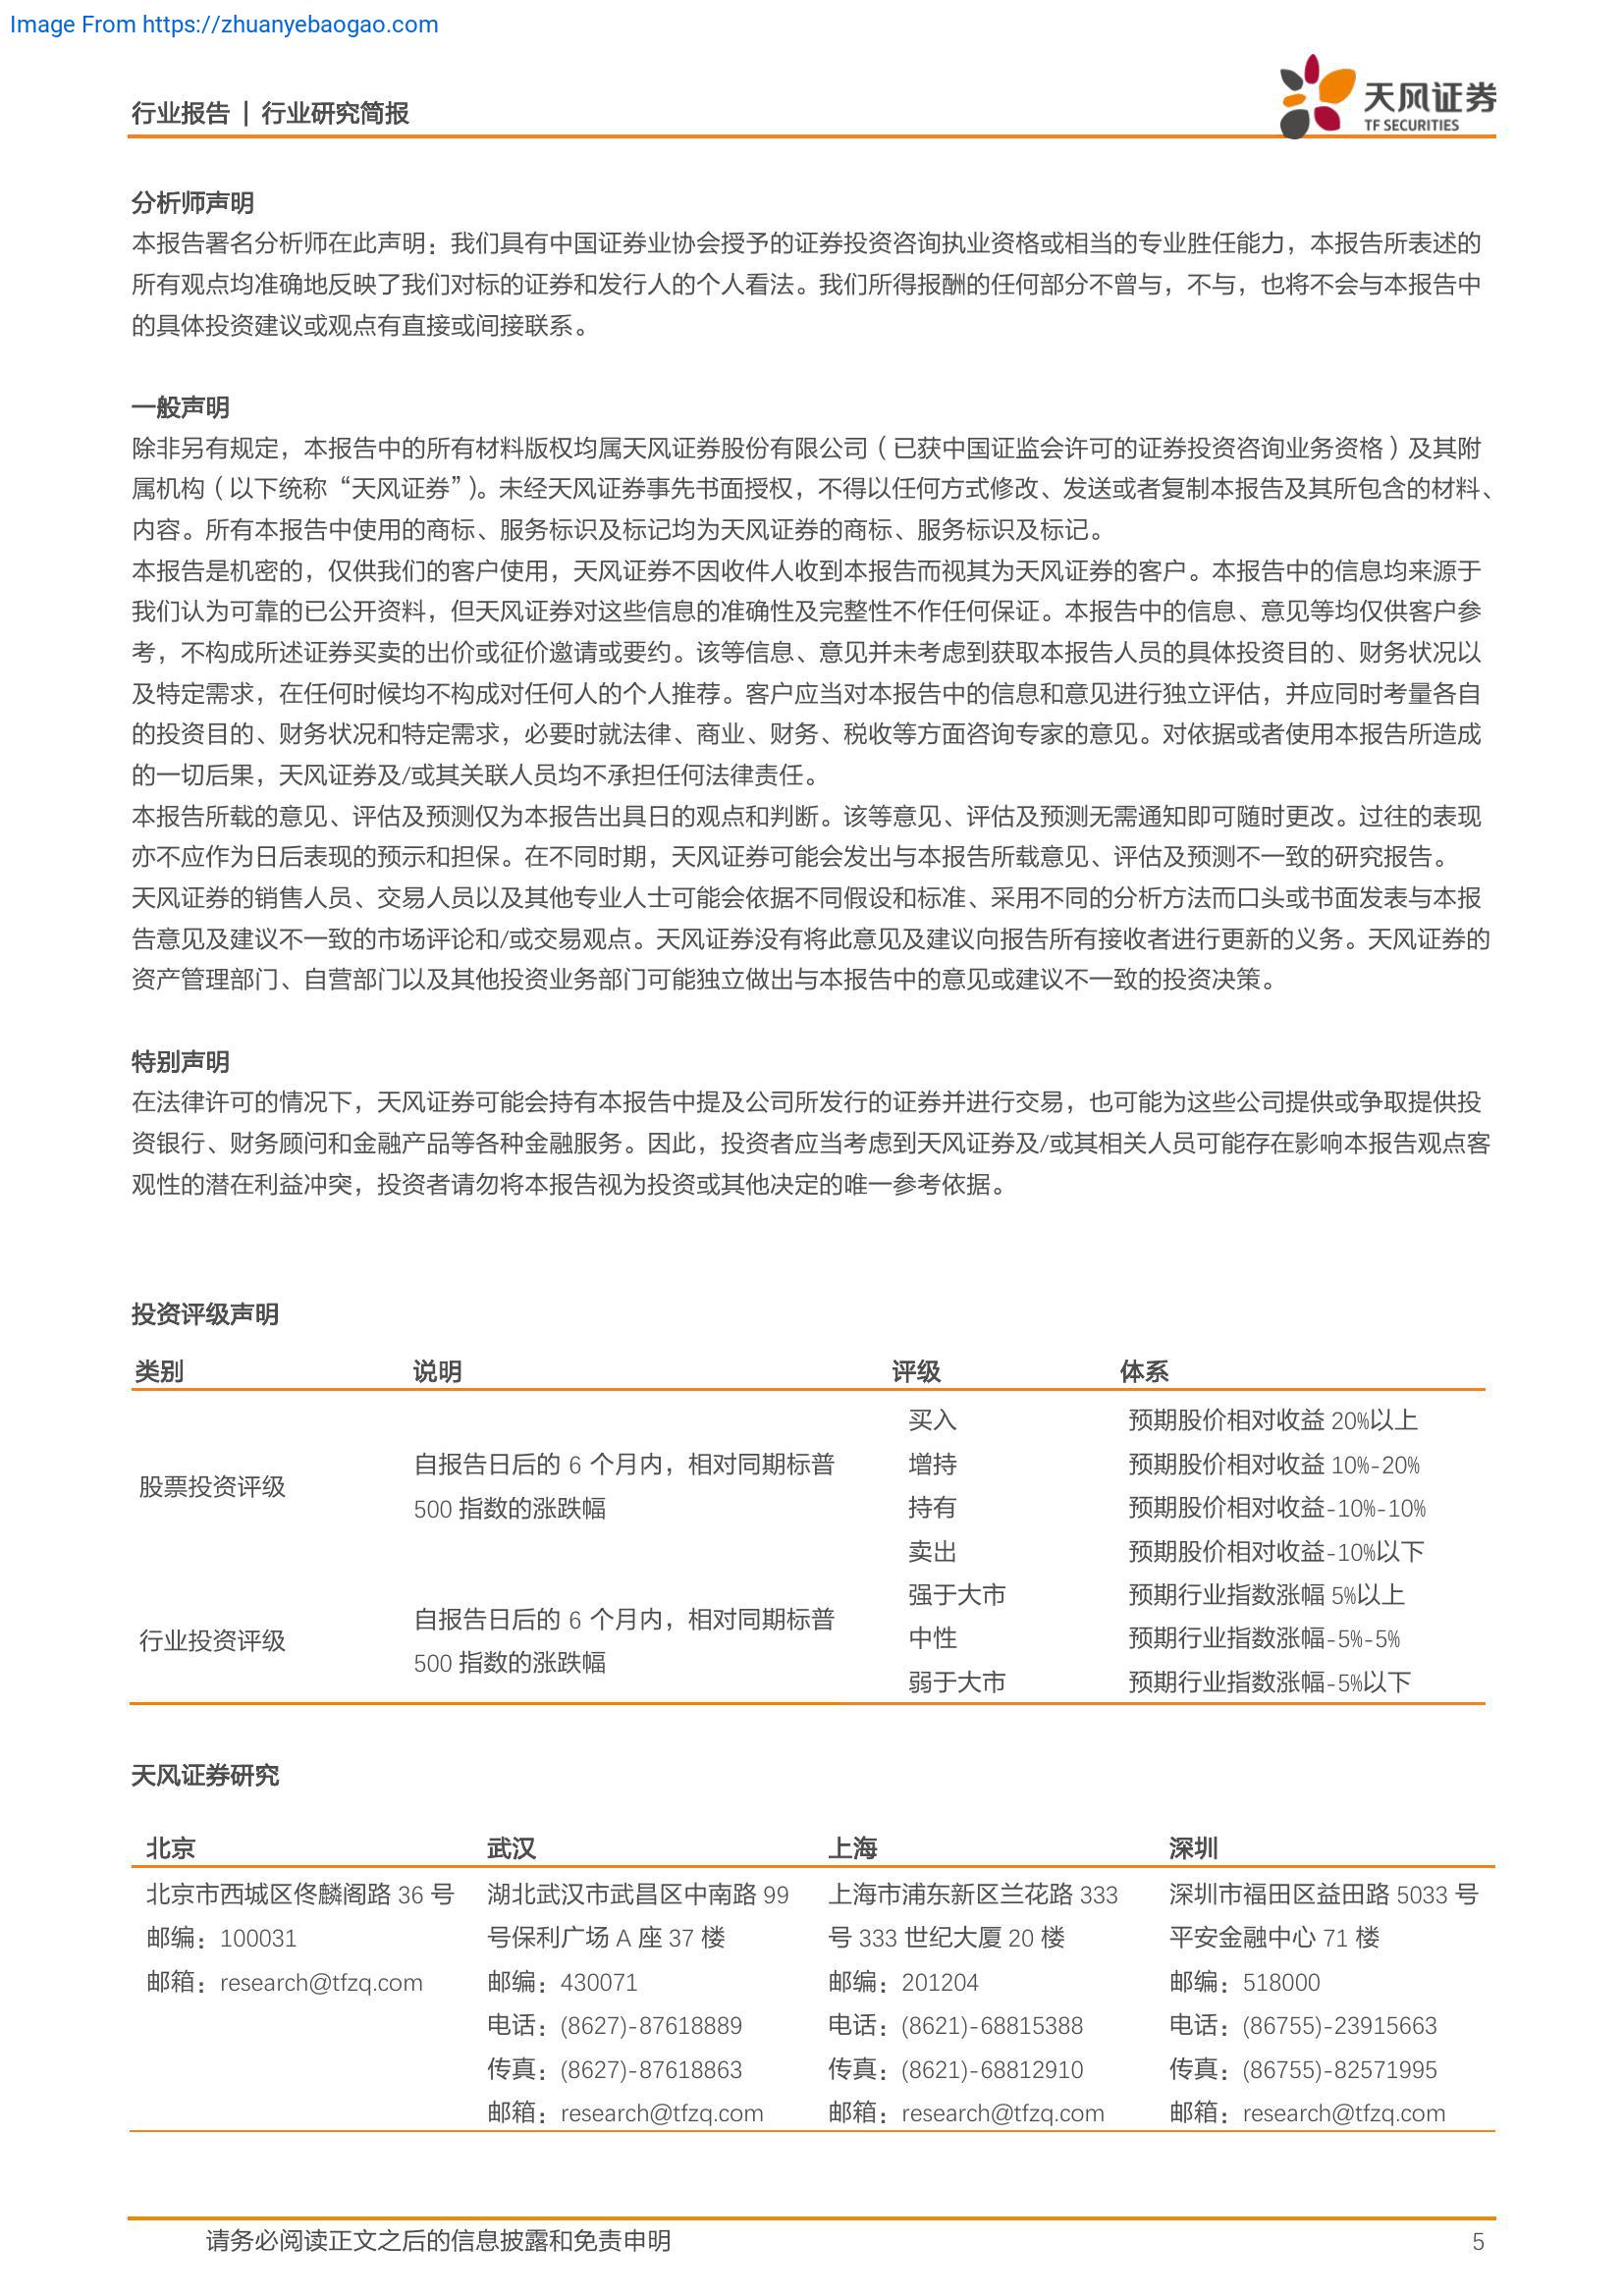 Image From https://zhuanyebaogao.com
行业报告 | 行业研究简报
天风证券
TF SECURITIES
分析师声明
本报告署名分析师在此声明：我们具有中国证券业协会授予的证券投资咨询执业资格或相当的专业胜任能力，本报告所表述的
所有观点均准确地反映了我们对标的证券和发行人的个人看法。我们所得报酬的任何部分不曾与，不与，也将不会与本报告中
的具体投资建议或观点有直接或间接联系。
一般声明
除非另有规定，本报告中的所有材料版权均属天风证券股份有限公司（已获中国证监会许可的证券投资咨询业务资格）及其附
属机构（以下统称“天风证券”）。未经天风证券事先书面授权，不得以任何方式修改、发送或者复制本报告及其所包含的材料、
内容。所有本报告中使用的商标、服务标识及标记均为天风证券的商标、服务标识及标记。
本报告是机密的，仅供我们的客户使用，天风证券不因收件人收到本报告而视其为天风证券的客户。本报告中的信息均来源于
我们认为可靠的已公开资料，但天风证券对这些信息的准确性及完整性不作任何保证。本报告中的信息、意见等均仅供客户参
考，不构成所述证券买卖的出价或征价邀请或要约。该等信息、意见并未考虑到获取本报告人员的具体投资目的、财务状况以
及特定需求，在任何时候均不构成对任何人的个人推荐。客户应当对本报告中的信息和意见进行独立评估，并应同时考量各自
的投资目的、财务状况和特定需求，必要时就法律、商业、财务、税收等方面咨询专家的意见。对依据或者使用本报告所造成
的一切后果，天风证券及/或其关联人员均不承担任何法律责任。
本报告所载的意见、评估及预测仅为本报告出具日的观点和判断。该等意见、评估及预测无需通知即可随时更改。过往的表现
亦不应作为日后表现的预示和担保。在不同时期，天风证券可能会发出与本报告所载意见、评估及预测不一致的研究报告。
天风证券的销售人员、交易人员以及其他专业人士可能会依据不同假设和标准、采用不同的分析方法而口头或书面发表与本报
告意见及建议不一致的市场评论和/或交易观点。天风证券没有将此意见及建议向报告所有接收者进行更新的义务。天风证券的
资产管理部门、自营部门以及其他投资业务部门可能独立做出与本报告中的意见或建议不一致的投资决策。
特别声明
在法律许可的情况下，天风证券可能会持有本报告中提及公司所发行的证券并进行交易，也可能为这些公司提供或争取提供投
资银行、财务顾问和金融产品等各种金融服务。因此，投资者应当考虑到天风证券及/或其相关人员可能存在影响本报告观点客
观性的潜在利益冲突，投资者请勿将本报告视为投资或其他决定的唯一参考依据。
投资评级声明
类别 说明 评级 体系
股票投资评级
自报告日后的 6 个月内，相对同期标普
500 指数的涨跌幅
买入 预期股价相对收益 20%以上
增持 预期股价相对收益 10%-20%
持有 预期股价相对收益-10%-10%
卖出 预期股价相对收益-10%以下
行业投资评级
自报告日后的 6 个月内，相对同期标普
500 指数的涨跌幅
强于大市 预期行业指数涨幅 5%以上
中性 预期行业指数涨幅-5%-5%
弱于大市 预期行业指数涨幅-5%以下
天风证券研究
北京 武汉 上海 深圳
北京市西城区佟麟阁路 36 号 湖北武汉市武昌区中南路 99 上海市浦东新区兰花路 333 深圳市福田区益田路 5033 号
邮编：100031 号保利广场 A 座 37 楼 号 333 世纪大厦 20 楼 平安金融中心 71 楼
邮箱：research@tfzq.com 邮编：430071 邮编：201204 邮编：518000
电话：(8627)-87618889 电话：(8621)-68815388 电话：(86755)-23915663
传真：(8627)-87618863 传真：(8621)-68812910 传真：(86755)-82571995
邮箱：research@tfzq.com 邮箱：research@tfzq.com 邮箱：research@tfzq.com
请务必阅读正文之后的信息披露和免责申明 5